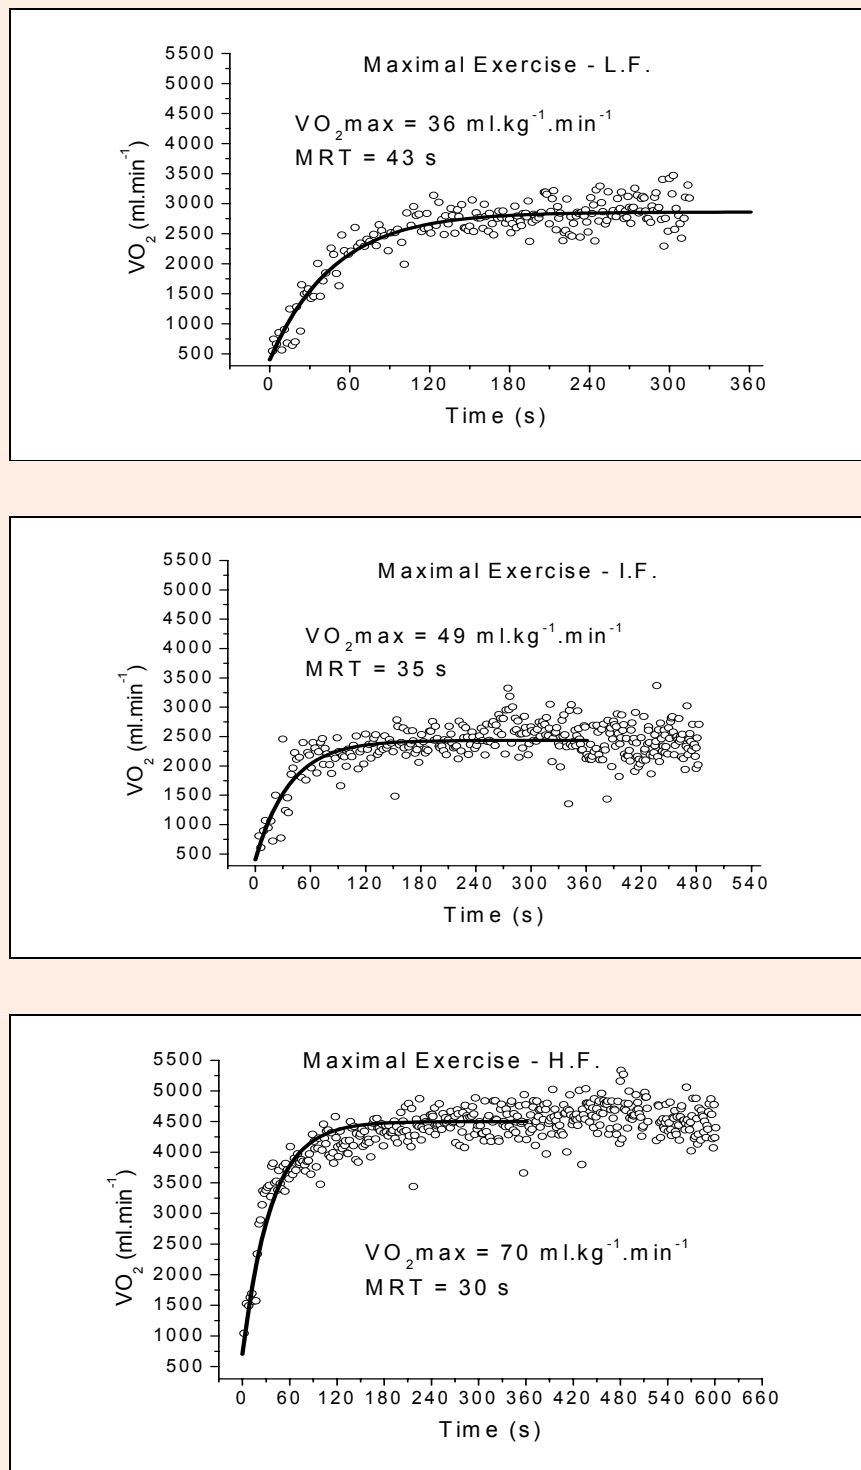 Maximal Exercise - L.F.
VO₂max = 36 ml.kg⁻¹.min⁻¹
MRT = 43 s
VO₂ (ml.min⁻¹)
5500
5000
4500
4000
3500
3000
2500
2000
1500
1000
500
0 60 120 180 240 300 360
Time (s)
Maximal Exercise - I.F.
VO₂max = 49 ml.kg⁻¹.min⁻¹
MRT = 35 s
VO₂ (ml.min⁻¹)
5500
5000
4500
4000
3500
3000
2500
2000
1500
1000
500
0 60 120 180 240 300 360 420 480 540
Time (s)
Maximal Exercise - H.F.
VO₂max = 70 ml.kg⁻¹.min⁻¹
MRT = 30 s
VO₂ (ml.min⁻¹)
5500
5000
4500
4000
3500
3000
2500
2000
1500
1000
500
0 60 120 180 240 300 360 420 480 540 600 660
Time (s)